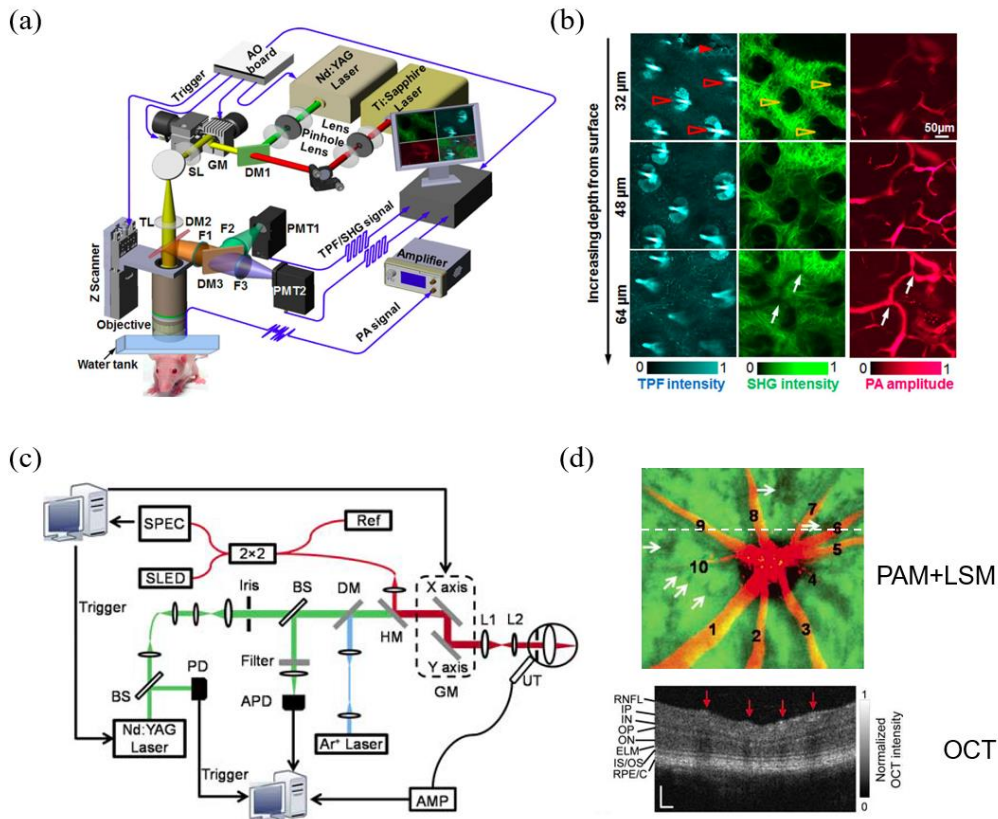 (a)
AO
board
Trigger
Nd:YAG
Laser
Ti:Sapphire
Laser
Lens
Pinhole
Lens
GM
DM1
SL
TL
DM2
F1
F2
PMT1
TPF/SHG signal
Z Scanner
DM3
F3
PMT2
Amplifier
Objective
PA signal
Water tank
(b)
Increasing depth from surface
32 μm
48 μm
64 μm
50μm
0 1
TPF intensity
0 1
SHG intensity
0 1
PA amplitude
(c)
SPEC
Ref
2×2
SLED
Trigger
Iris
BS
DM
HM
X axis
Y axis
GM
L1
L2
UT
PD
BS
Filter
APD
Nd:YAG
Laser
Ar⁺ Laser
Trigger
AMP
(d)
1
2
3
4
5
6
7
8
9
10
PAM+LSM
RNFL
IP
IN
OP
ON
ELM
IS/OS
RPE/C
1
Normalized
OCT intensity
0
OCT